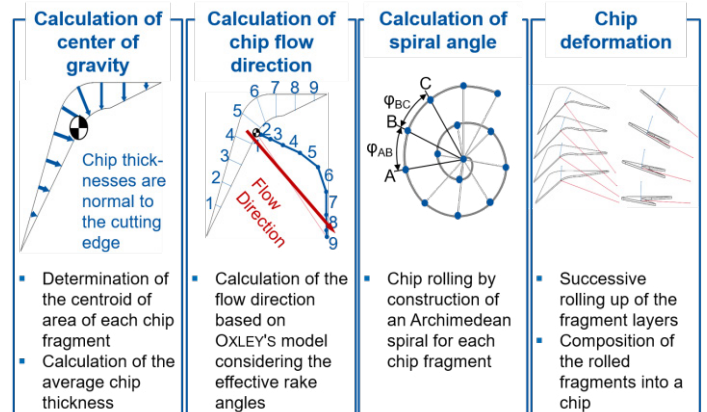 Calculation of
center of
gravity
Chip thick-
nesses are
normal to
the cutting
edge
▪ Determination of
the centroid of
area of each chip
fragment
▪ Calculation of the
average chip
thickness
Calculation of
chip flow
direction
1
2
3
4
5
6
7
8
9
1
2
3
4
5
6
7
8
9
Flow
Direction
▪ Calculation of the
flow direction
based on
OXLEY'S model
considering the
effective rake
angles
Calculation of
spiral angle
C
φBC
B
φAB
A
▪ Chip rolling by
construction of
an Archimedean
spiral for each
chip fragment
Chip
deformation
▪ Successive
rolling up of the
fragment layers
▪ Composition of
the rolled
fragments into a
chip